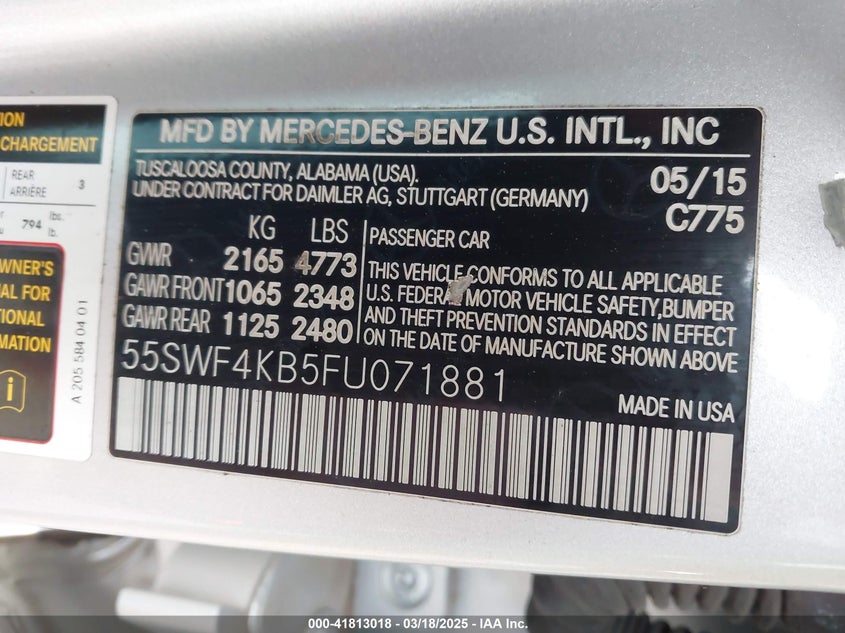 ION
CHARGEMENT
REAR
ARRIÈRE
3
794 lbs.
lb.
WNER'S
AL FOR
TIONAL
RMATION
A 205 584 04 01
MFD BY MERCEDES-BENZ U.S. INTL., INC
TUSCALOOSA COUNTY, ALABAMA (USA).
UNDER CONTRACT FOR DAIMLER AG, STUTTGART (GERMANY)
05/15
C775
KG LBS
GVWR 2165 4773
GAWR FRONT 1065 2348
GAWR REAR 1125 2480
PASSENGER CAR
THIS VEHICLE CONFORMS TO ALL APPLICABLE
U.S. FEDERAL MOTOR VEHICLE SAFETY,BUMPER
AND THEFT PREVENTION STANDARDS IN EFFECT
ON THE DATE OF MANUFACTURE SHOWN ABOVE
55SWF4KB5FU071881
MADE IN USA
000-41813018 - 03/18/2025 - IAA Inc.